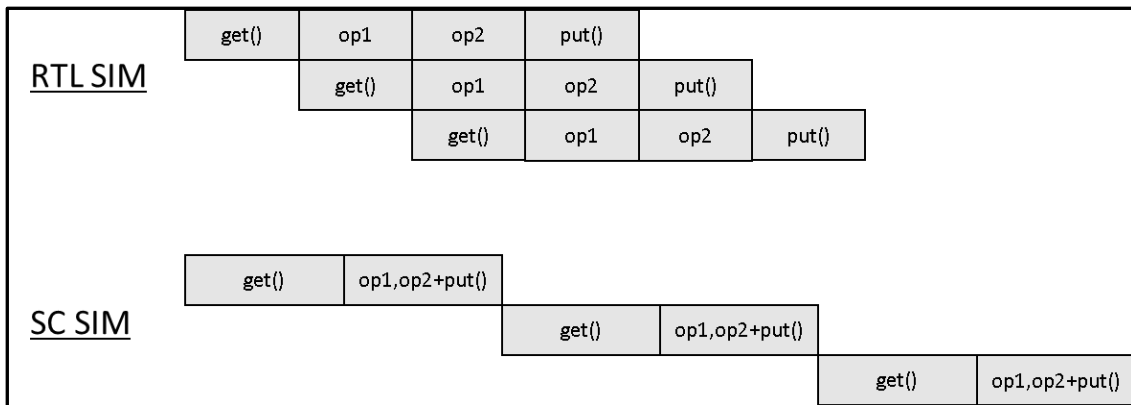 get() op1 op2 put()
RTL SIM
get() op1 op2 put()
get() op1 op2 put()
get() op1,op2+put()
SC SIM
get() op1,op2+put()
get() op1,op2+put()